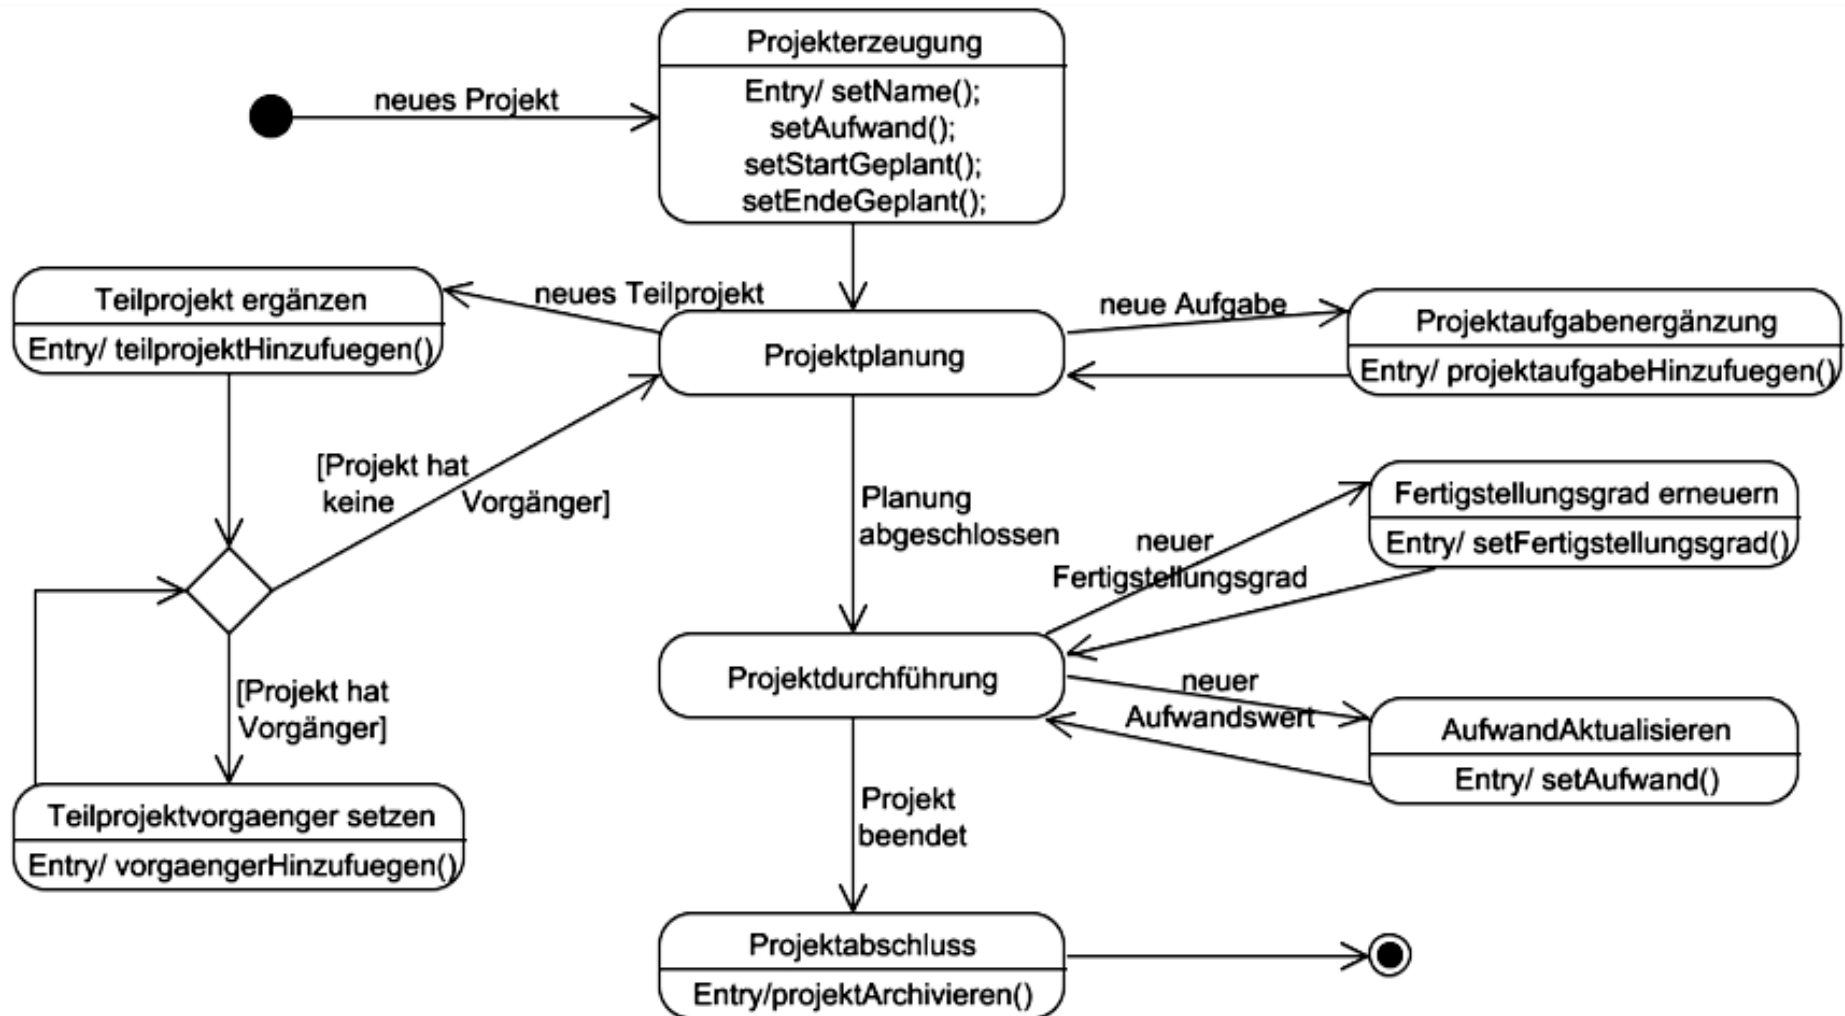 Projekterzeugung
Entry/ setName();
setAufwand();
setStartGeplant();
setEndeGeplant();
neues Projekt
Teilprojekt ergänzen
Entry/ teilprojektHinzufuegen()
neues Teilprojekt
Projektplanung
neue Aufgabe
Projektaufgabenergänzung
Entry/ projektaufgabeHinzufuegen()
[Projekt hat
keine Vorgänger]
Planung
abgeschlossen
neuer
Fertigstellungsgrad
Fertigstellungsgrad erneuern
Entry/ setFertigstellungsgrad()
[Projekt hat
Vorgänger]
Projektdurchführung
neuer
Aufwandswert
AufwandAktualisieren
Entry/ setAufwand()
Teilprojektvorgaenger setzen
Entry/ vorgaengerHinzufuegen()
Projekt
beendet
Projektabschluss
Entry/projektArchivieren()